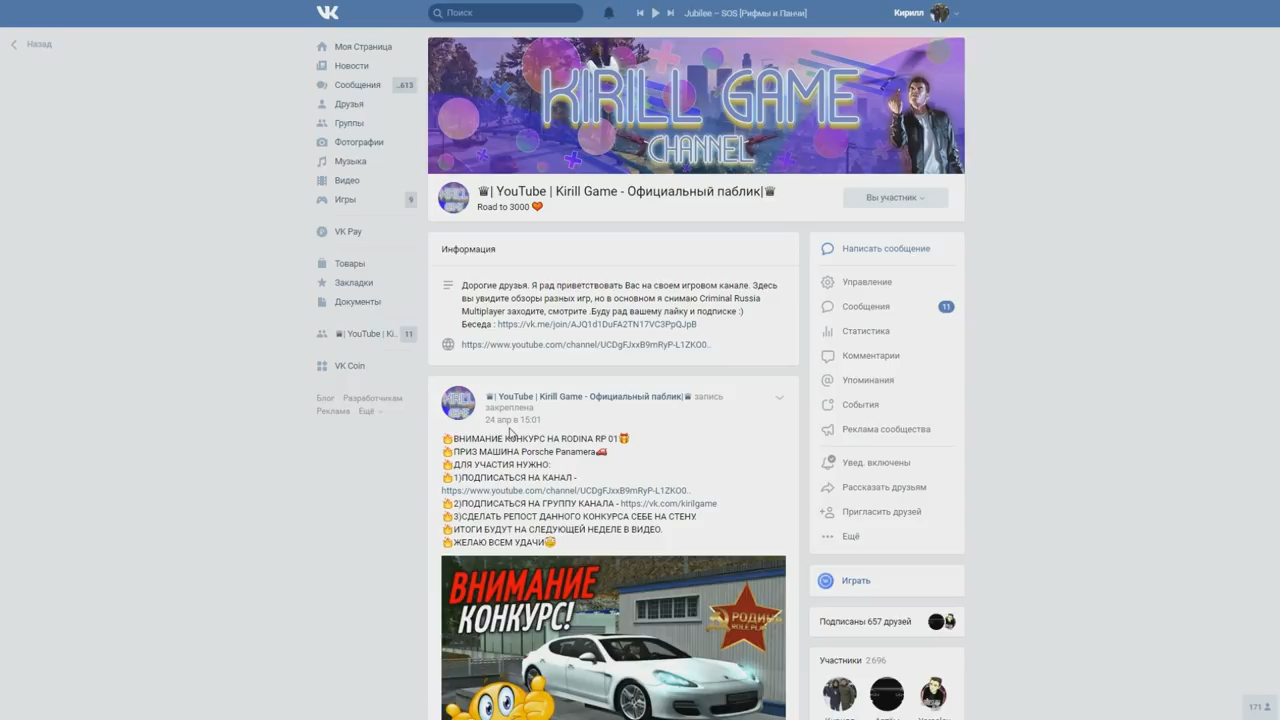 VK
Поиск
Jubilee – SOS [Рифмы и Панчи]
Кирилл
Назад
Моя Страница
Новости
Сообщения ..613
Друзья
Группы
Фотографии
Музыка
Видео
Игры 9
VK Pay
Товары
Закладки
Документы
♛| YouTube | Ki.. 11
VK Coin
Блог Разработчикам
Реклама Ещё
KIRILL GAME
CHANNEL
♛| YouTube | Kirill Game - Официальный паблик|♛
Road to 3000 🧡
Вы участник
Информация
Дорогие друзья. Я рад приветствовать Вас на своем игровом канале. Здесь
вы увидите обзоры разных игр, но в основном я снимаю Criminal Russia
Multiplayer заходите, смотрите .Буду рад вашему лайку и подписке :)
Беседа : https://vk.me/join/AJQ1d1DuFA2TN17VC3PpQJpB
https://www.youtube.com/channel/UCDgFJxxB9mRyP-L1ZKO0..
♛| YouTube | Kirill Game - Официальный паблик|♛ запись
закреплена
24 апр в 15:01
🔥ВНИМАНИЕ КОНКУРС НА RODINA RP 01🎁
🔥ПРИЗ МАШИНА Porsche Panamera🚗
🔥ДЛЯ УЧАСТИЯ НУЖНО:
🔥1)ПОДПИСАТЬСЯ НА КАНАЛ -
https://www.youtube.com/channel/UCDgFJxxB9mRyP-L1ZKO0..
🔥2)ПОДПИСАТЬСЯ НА ГРУППУ КАНАЛА - https://vk.com/kirilgame
🔥3)СДЕЛАТЬ РЕПОСТ ДАННОГО КОНКУРСА СЕБЕ НА СТЕНУ.
🔥ИТОГИ БУДУТ НА СЛЕДУЮЩЕЙ НЕДЕЛЕ В ВИДЕО.
🔥ЖЕЛАЮ ВСЕМ УДАЧИ
ВНИМАНИЕ
КОНКУРС!
РОДИНА
ROLE PLAY
Написать сообщение
Управление
Сообщения 11
Статистика
Комментарии
Упоминания
События
Реклама сообщества
Увед. включены
Рассказать друзьям
Пригласить друзей
Ещё
Играть
Подписаны 657 друзей
Участники 2 696
171